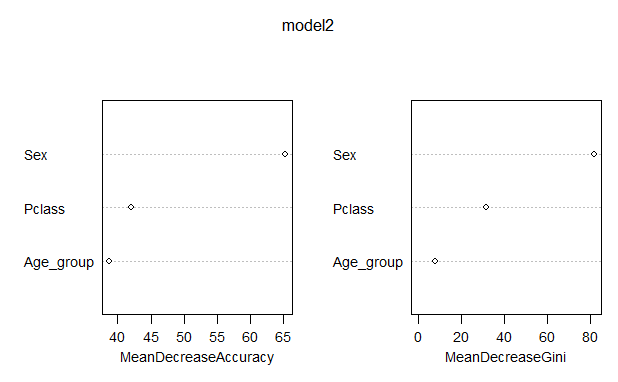 model2
Sex
Pclass
Age_group
40 45 50 55 60 65
MeanDecreaseAccuracy
Sex
Pclass
Age_group
0 20 40 60 80
MeanDecreaseGini